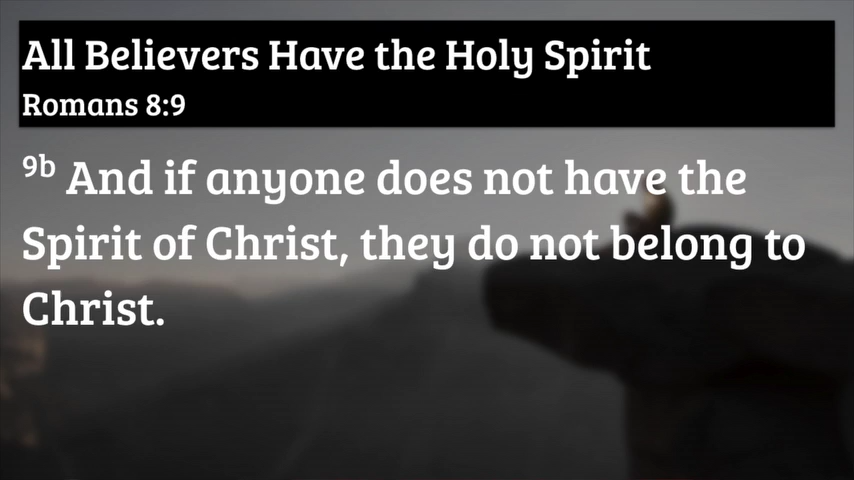 All Believers Have the Holy Spirit
Romans 8:9
9b And if anyone does not have the
Spirit of Christ, they do not belong to
Christ.